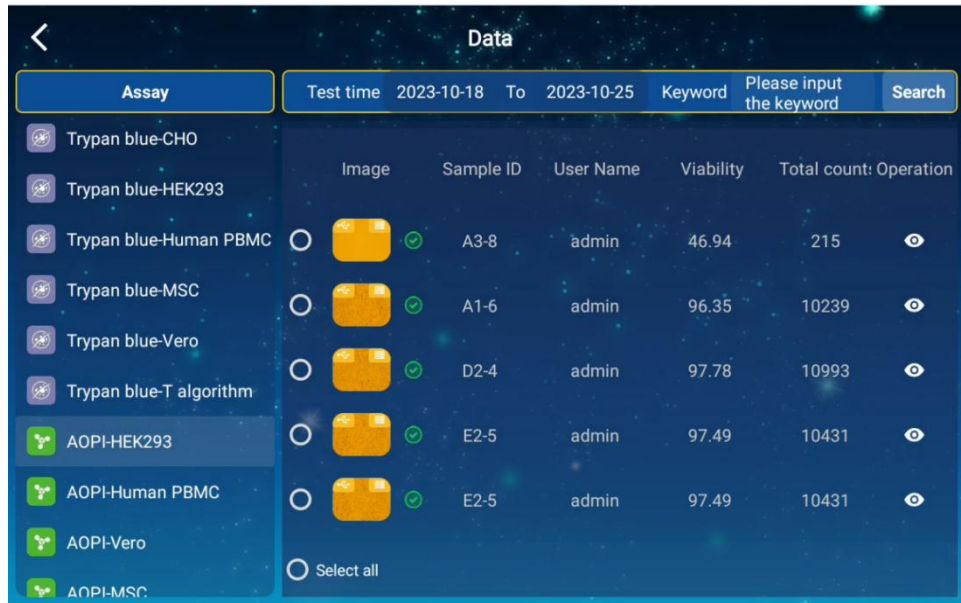 Data
Assay
Test time 2023-10-18 To 2023-10-25 Keyword Please input the keyword Search
Trypan blue-CHO
Trypan blue-HEK293
Trypan blue-Human PBMC
Trypan blue-MSC
Trypan blue-Vero
Trypan blue-T algorithm
AOPI-HEK293
AOPI-Human PBMC
AOPI-Vero
AOPI-MSC
Image Sample ID User Name Viability Total counts Operation
A3-8 admin 46.94 215
A1-6 admin 96.35 10239
D2-4 admin 97.78 10993
E2-5 admin 97.49 10431
E2-5 admin 97.49 10431
Select all